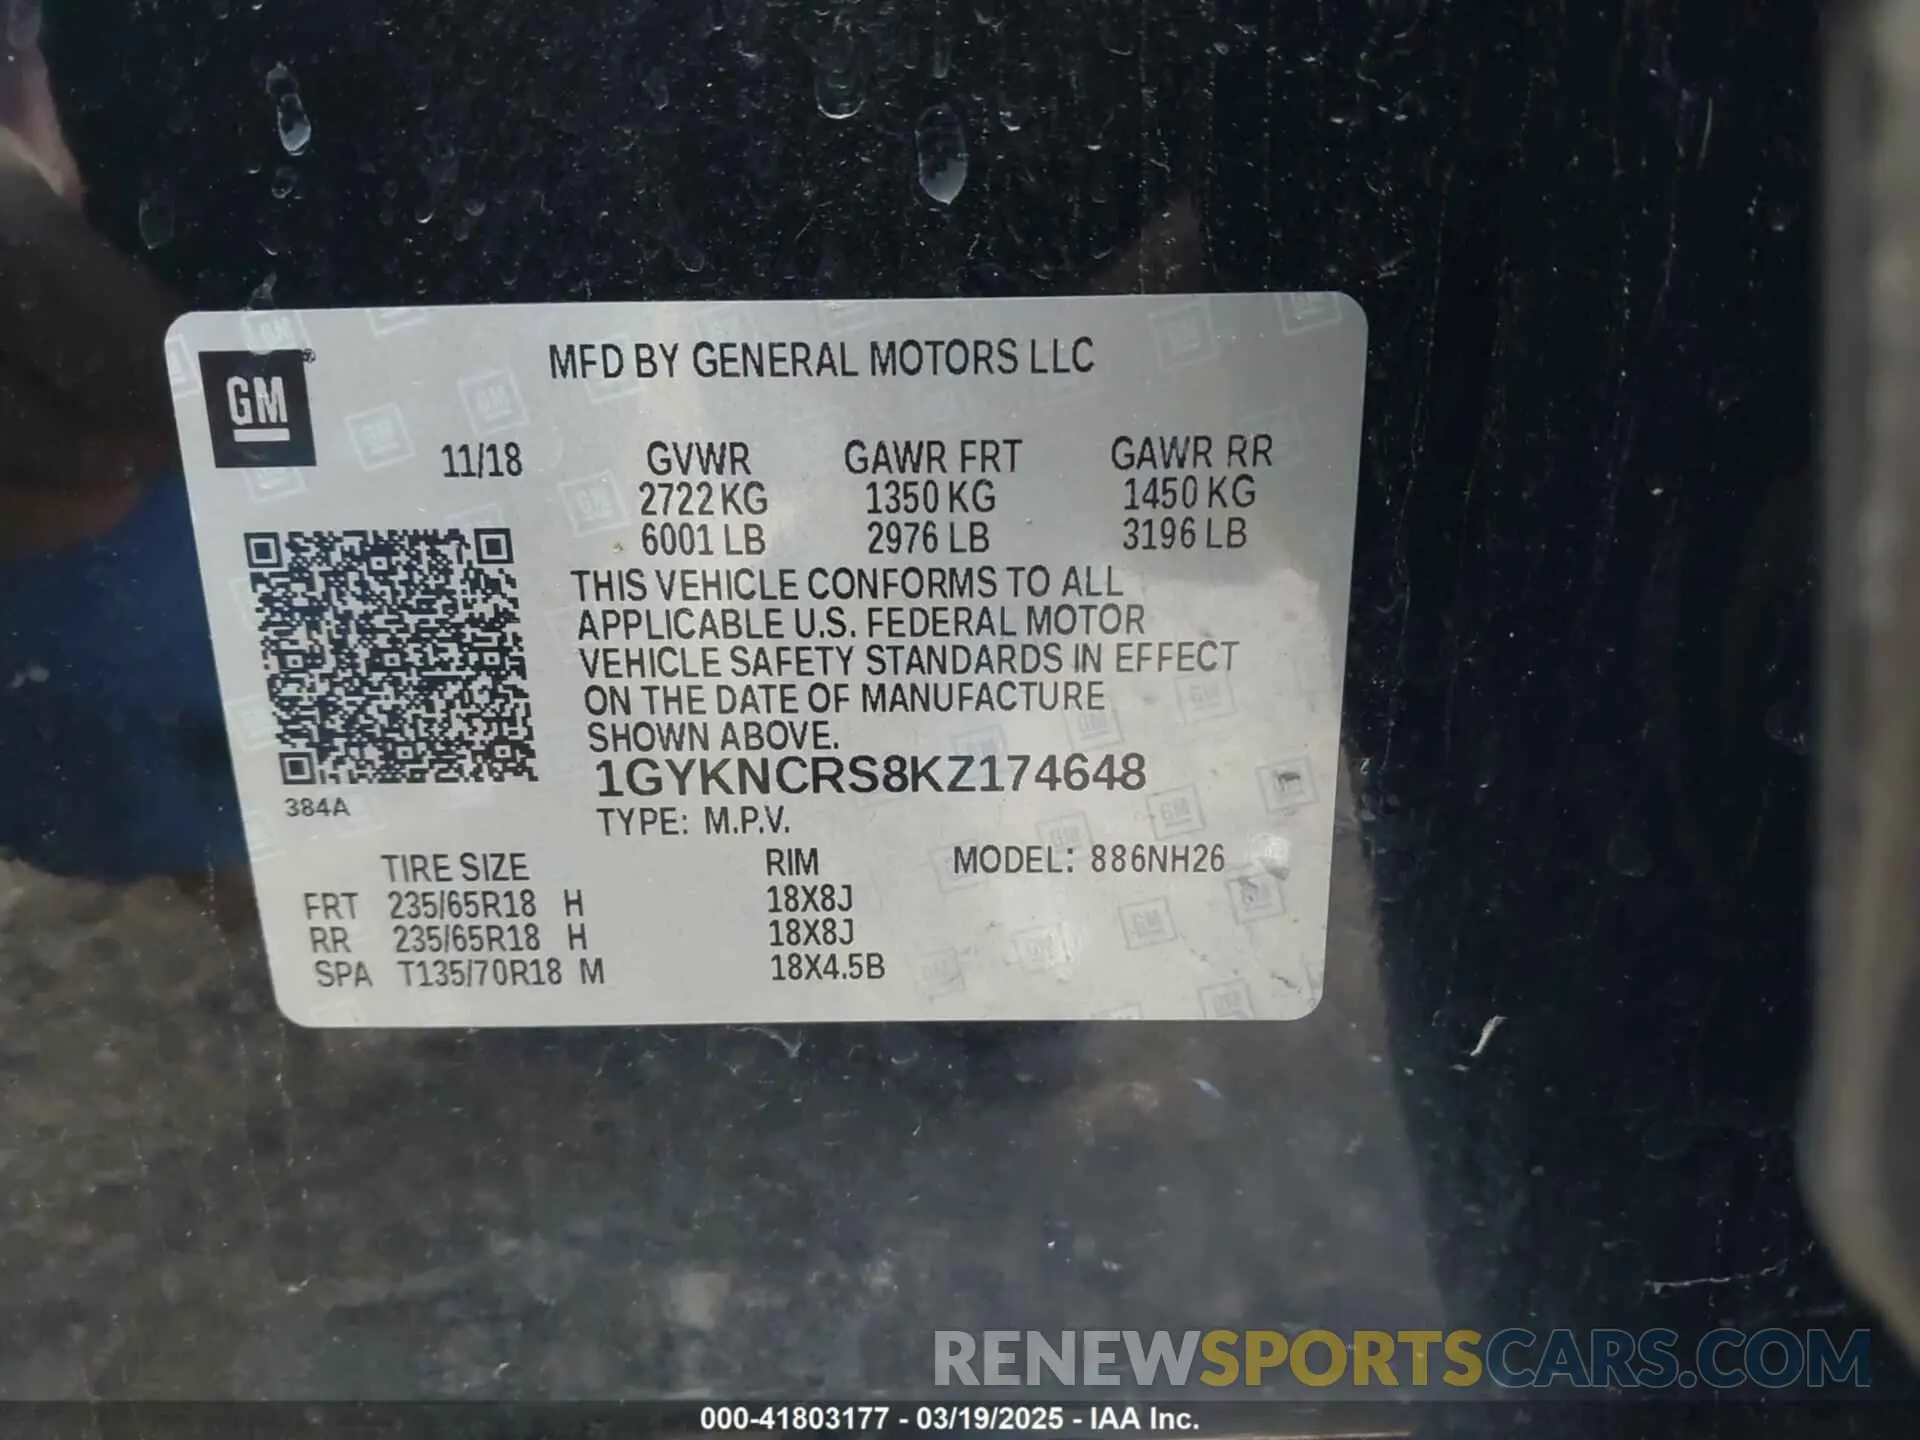 MFD BY GENERAL MOTORS LLC
GM
11/18 GVWR GAWR FRT GAWR RR
2722 KG 1350 KG 1450 KG
6001 LB 2976 LB 3196 LB
THIS VEHICLE CONFORMS TO ALL
APPLICABLE U.S. FEDERAL MOTOR
VEHICLE SAFETY STANDARDS IN EFFECT
ON THE DATE OF MANUFACTURE
SHOWN ABOVE.
1GYKNCRS8KZ174648
384A
TYPE: M.P.V.
TIRE SIZE RIM MODEL: 886NH26
FRT 235/65R18 H 18X8J
RR 235/65R18 H 18X8J
SPA T135/70R18 M 18X4.5B
RENEWSPORTSCARS.COM
000-41803177 - 03/19/2025 - IAA Inc.